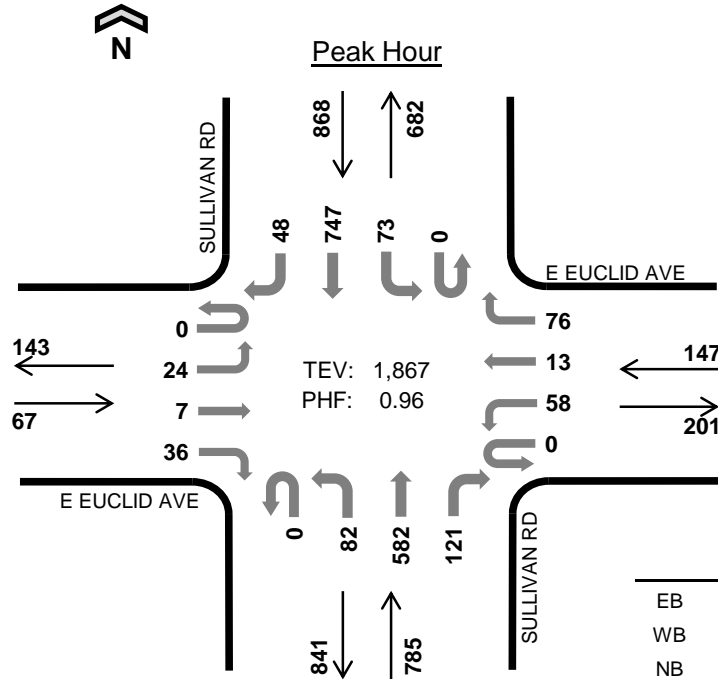 N
Peak Hour
868
682
SULLIVAN RD
48
747
73
0
E EUCLID AVE
0
76
143
24
TEV: 1,867
13
147
67
7
PHF: 0.96
58
201
36
0
E EUCLID AVE
0
82
582
121
SULLIVAN RD
841
785
EB
WB
NB